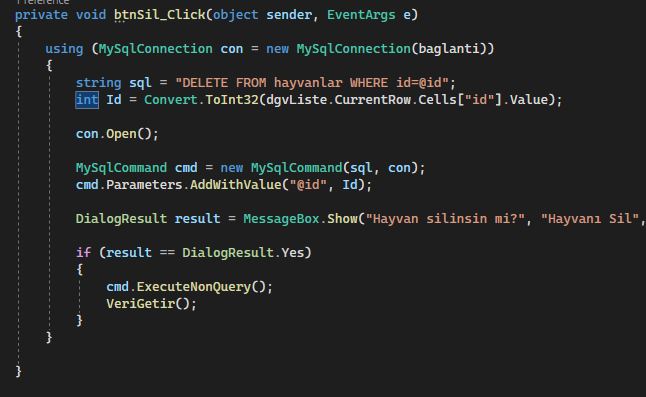 1 reference
private void btnSil_Click(object sender, EventArgs e)
{
using (MySqlConnection con = new MySqlConnection(baglanti))
{
string sql = "DELETE FROM hayvanlar WHERE id=@id";
int Id = Convert.ToInt32(dgvListe.CurrentRow.Cells["id"].Value);
con.Open();
MySqlCommand cmd = new MySqlCommand(sql, con);
cmd.Parameters.AddWithValue("@id", Id);
DialogResult result = MessageBox.Show("Hayvan silinsin mi?", "Hayvanı Sil",
if (result == DialogResult.Yes)
{
cmd.ExecuteNonQuery();
VeriGetir();
}
}
}